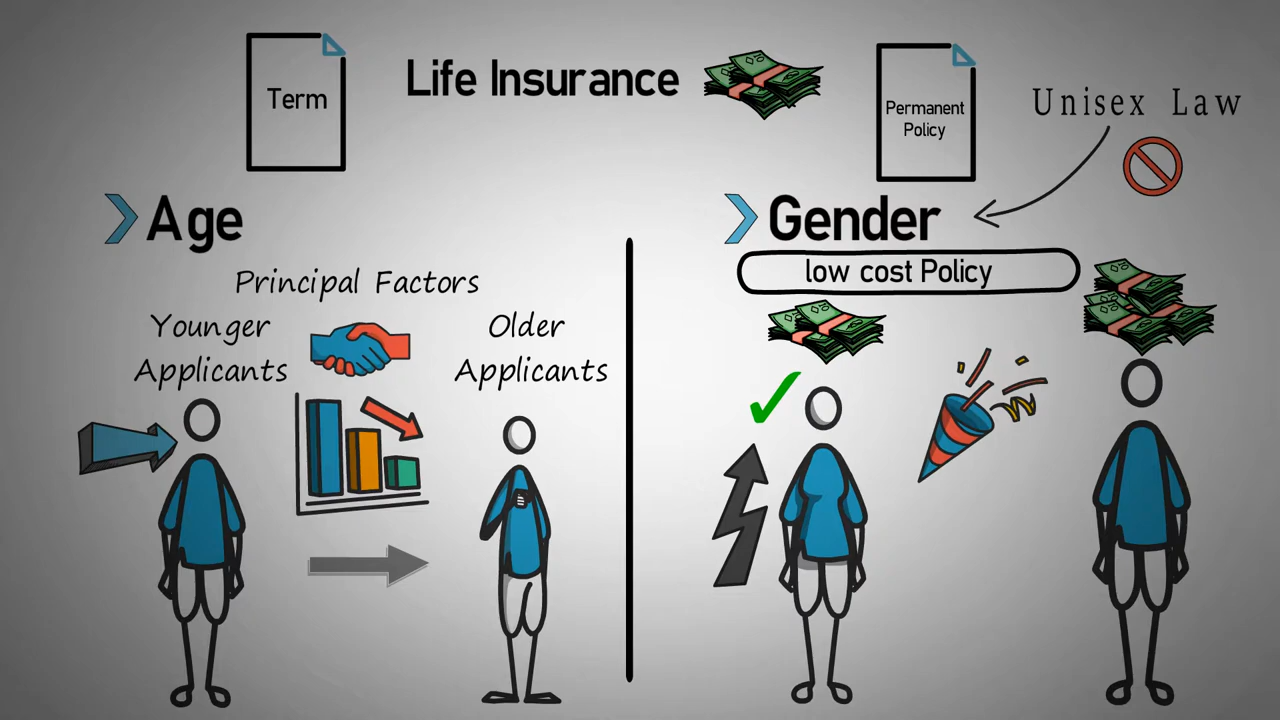 Life Insurance
Term
Permanent
Policy
Unisex Law
Age
Principal Factors
Younger
Applicants
Older
Applicants
Gender
low cost Policy